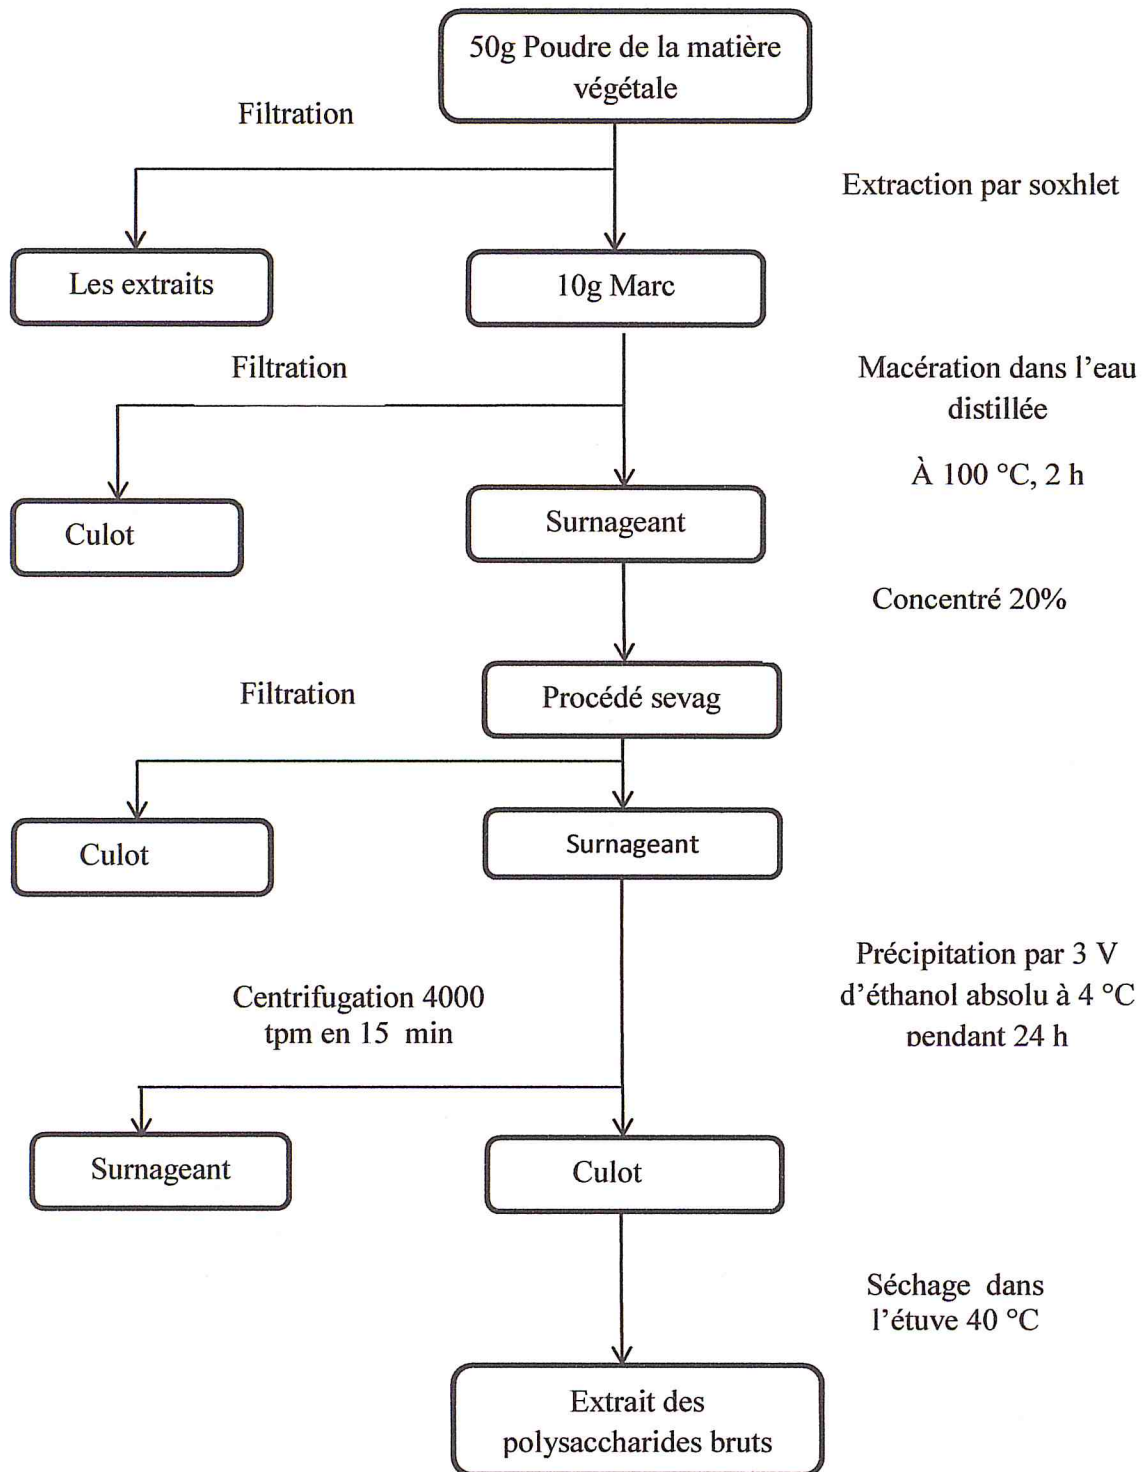 50g Poudre de la matière
végétale
Filtration
Extraction par soxhlet
Les extraits
10g Marc
Filtration
Macération dans l'eau
distillée
À 100 °C, 2 h
Culot
Surnageant
Concentré 20%
Filtration
Procédé sevag
Culot
Surnageant
Précipitation par 3 V
d'éthanol absolu à 4 °C
pendant 24 h
Centrifugation 4000
tpm en 15 min
Surnageant
Culot
Séchage dans
l'étuve 40 °C
Extrait des
polysaccharides bruts